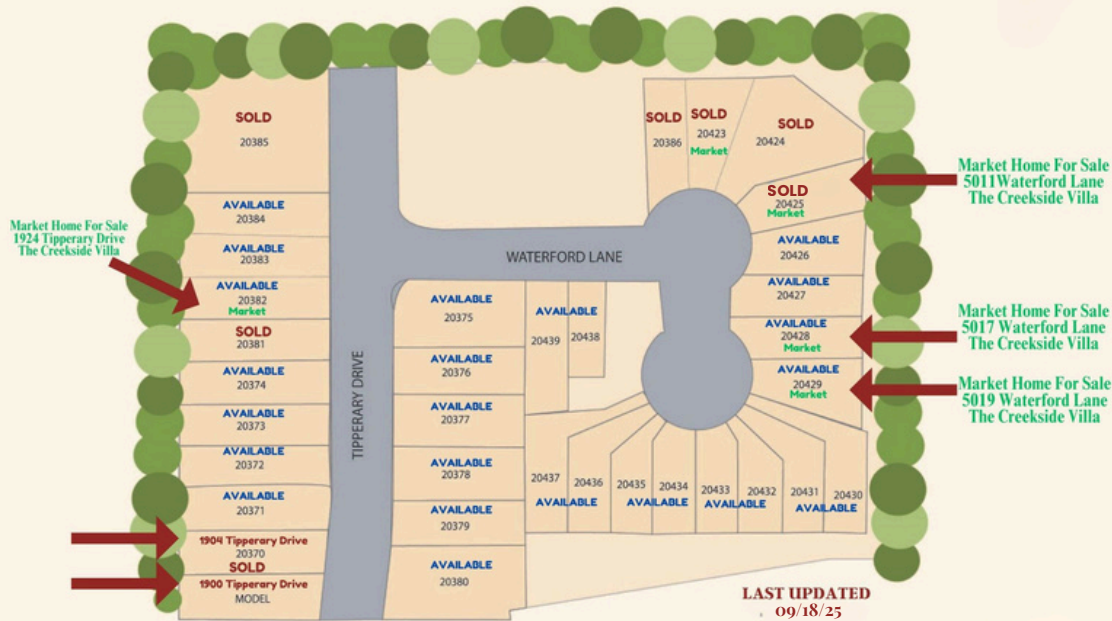 SOLD
20385
AVAILABLE
20384
AVAILABLE
20383
AVAILABLE
20382
Market
SOLD
20381
AVAILABLE
20374
AVAILABLE
20373
AVAILABLE
20372
AVAILABLE
20371
1904 Tipperary Drive
20370
SOLD
1900 Tipperary Drive
MODEL
Market Home For Sale
1924 Tipperary Drive
The Creekside Villa
TIPPERARY DRIVE
WATERFORD LANE
AVAILABLE
20375
AVAILABLE
20376
AVAILABLE
20377
AVAILABLE
20378
AVAILABLE
20379
AVAILABLE
20380
AVAILABLE
20439
20438
SOLD
20386
SOLD
20423
Market
SOLD
20424
SOLD
20425
Market
AVAILABLE
20426
AVAILABLE
20427
AVAILABLE
20428
Market
AVAILABLE
20429
Market
20437
20436
AVAILABLE
20435
20434
AVAILABLE
20433
20432
AVAILABLE
20431
20430
AVAILABLE
Market Home For Sale
5011Waterford Lane
The Creekside Villa
Market Home For Sale
5017 Waterford Lane
The Creekside Villa
Market Home For Sale
5019 Waterford Lane
The Creekside Villa
LAST UPDATED
09/18/25